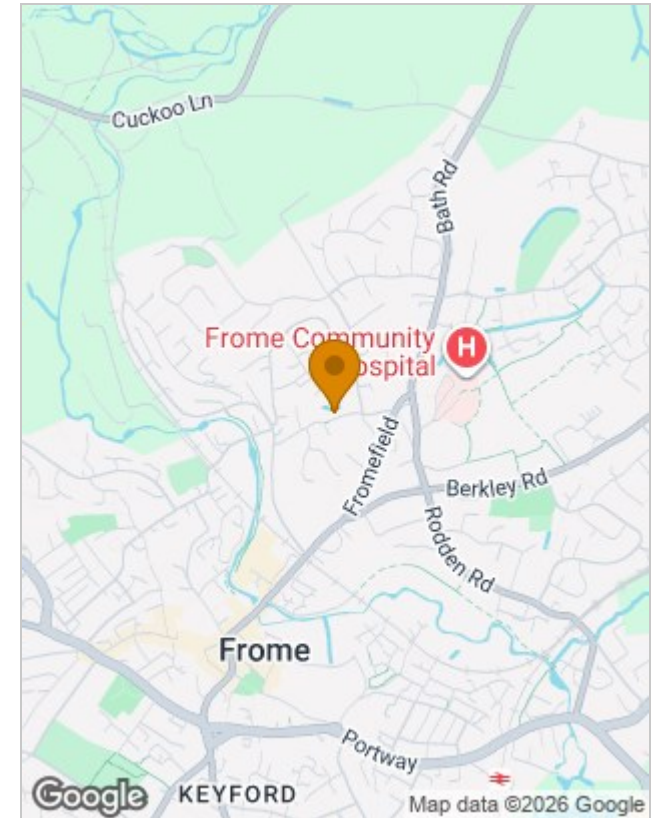 Cuckoo Ln
Bath Rd
Frome Community
ospital
H
Fromefield
Berkley Rd
Rodden Rd
Frome
Portway
Google
KEYFORD
Map data ©2026 Google